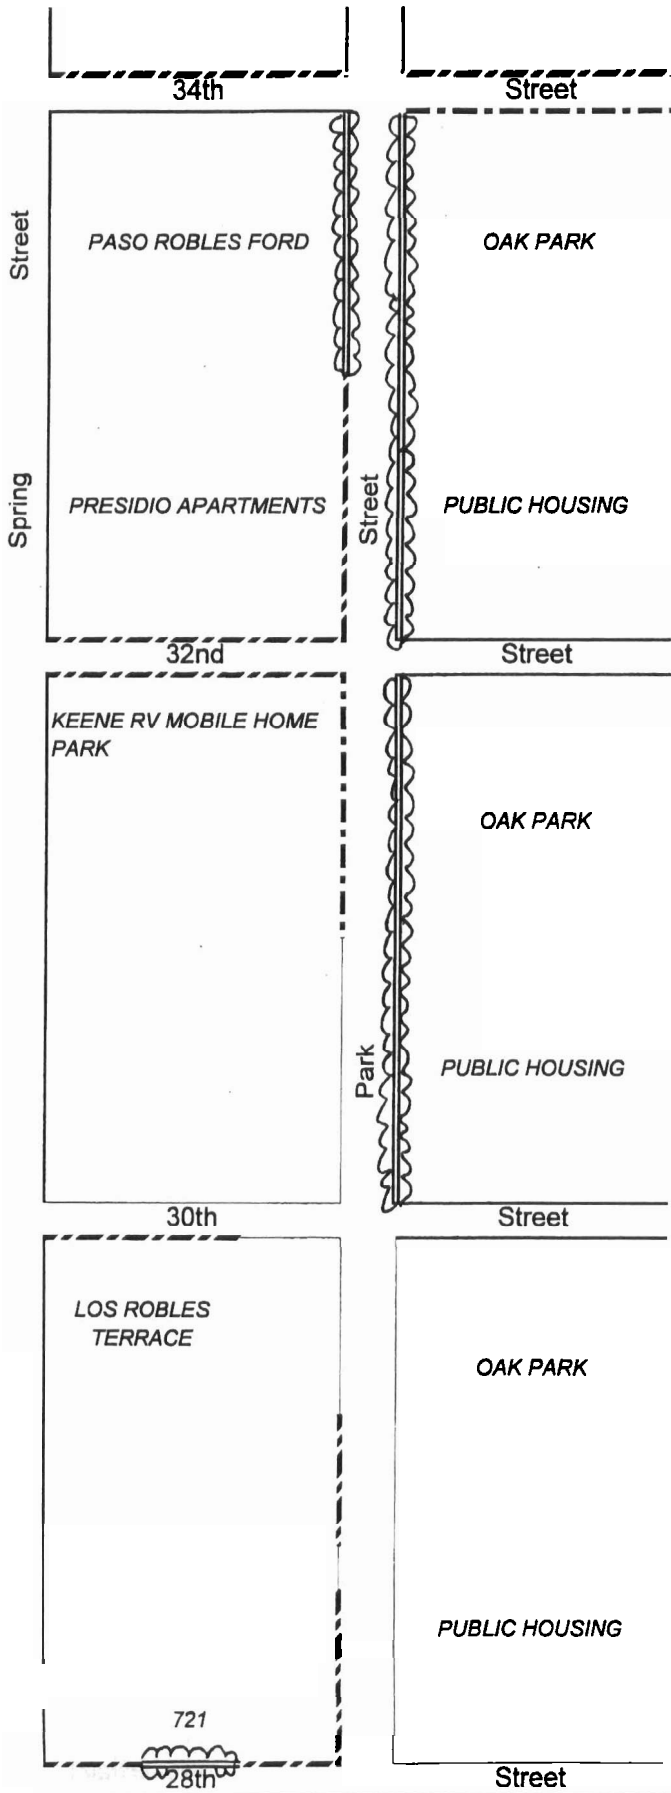 34th Street
Street
PASO ROBLES FORD
OAK PARK
Spring
PRESIDIO APARTMENTS
Street
PUBLIC HOUSING
32nd Street
KEENE RV MOBILE HOME
PARK
OAK PARK
Park
PUBLIC HOUSING
30th Street
LOS ROBLES
TERRACE
OAK PARK
PUBLIC HOUSING
721
28th Street